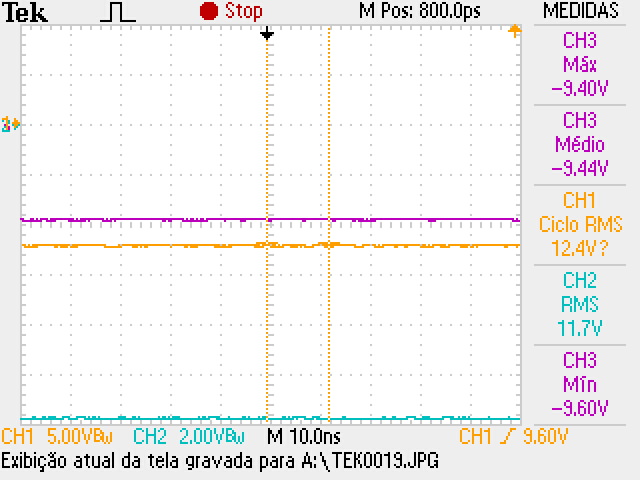 Tek Stop M Pos: 800.0ps MEDIDAS
CH3
Máx
-9.40V
CH3
Médio
-9.44V
CH1
Ciclo RMS
12.4V?
CH2
RMS
11.7V
CH3
Mín
-9.60V
CH1 5.00VBW CH2 2.00VBW M 10.0ns CH1 9.60V
Exibição atual da tela gravada para A:\TEK0019.JPG